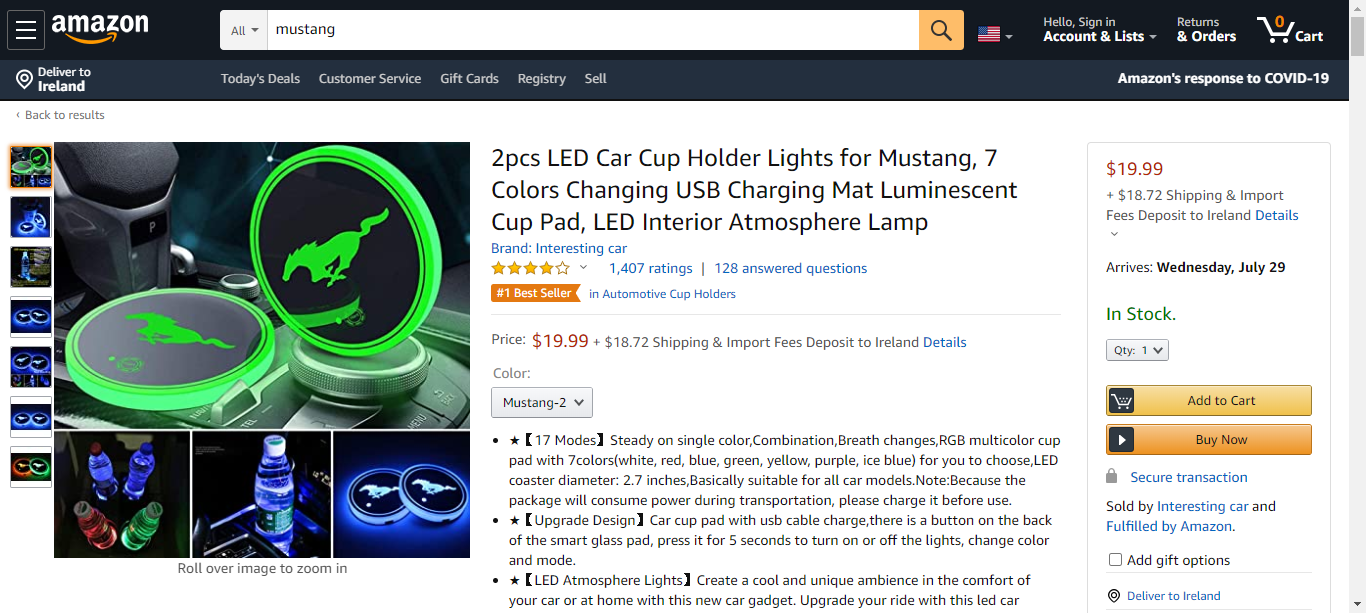 amazon
All
mustang
Hello, Sign in
Account & Lists
Returns
& Orders
0
Cart
Deliver to
Ireland
Today's Deals
Customer Service
Gift Cards
Registry
Sell
Amazon's response to COVID-19
‹ Back to results
P
NAVI
TEL
MENU
Roll over image to zoom in
2pcs LED Car Cup Holder Lights for Mustang, 7
Colors Changing USB Charging Mat Luminescent
Cup Pad, LED Interior Atmosphere Lamp
Brand: Interesting car
1,407 ratings | 128 answered questions
#1 Best Seller in Automotive Cup Holders
Price: $19.99 + $18.72 Shipping & Import Fees Deposit to Ireland Details
Color:
Mustang-2
• ★【17 Modes】Steady on single color,Combination,Breath changes,RGB multicolor cup
pad with 7colors(white, red, blue, green, yellow, purple, ice blue) for you to choose,LED
coaster diameter: 2.7 inches,Basically suitable for all car models.Note:Because the
package will consume power during transportation, please charge it before use.
• ★【Upgrade Design】Car cup pad with usb cable charge,there is a button on the back
of the smart glass pad, press it for 5 seconds to turn on or off the lights, change color
and mode.
• ★【LED Atmosphere Lights】Create a cool and unique ambience in the comfort of
your car or at home with this new car gadget. Upgrade your ride with this led car
$19.99
+ $18.72 Shipping & Import
Fees Deposit to Ireland Details
Arrives: Wednesday, July 29
In Stock.
Qty: 1
Add to Cart
Buy Now
Secure transaction
Sold by Interesting car and
Fulfilled by Amazon.
Add gift options
Deliver to Ireland